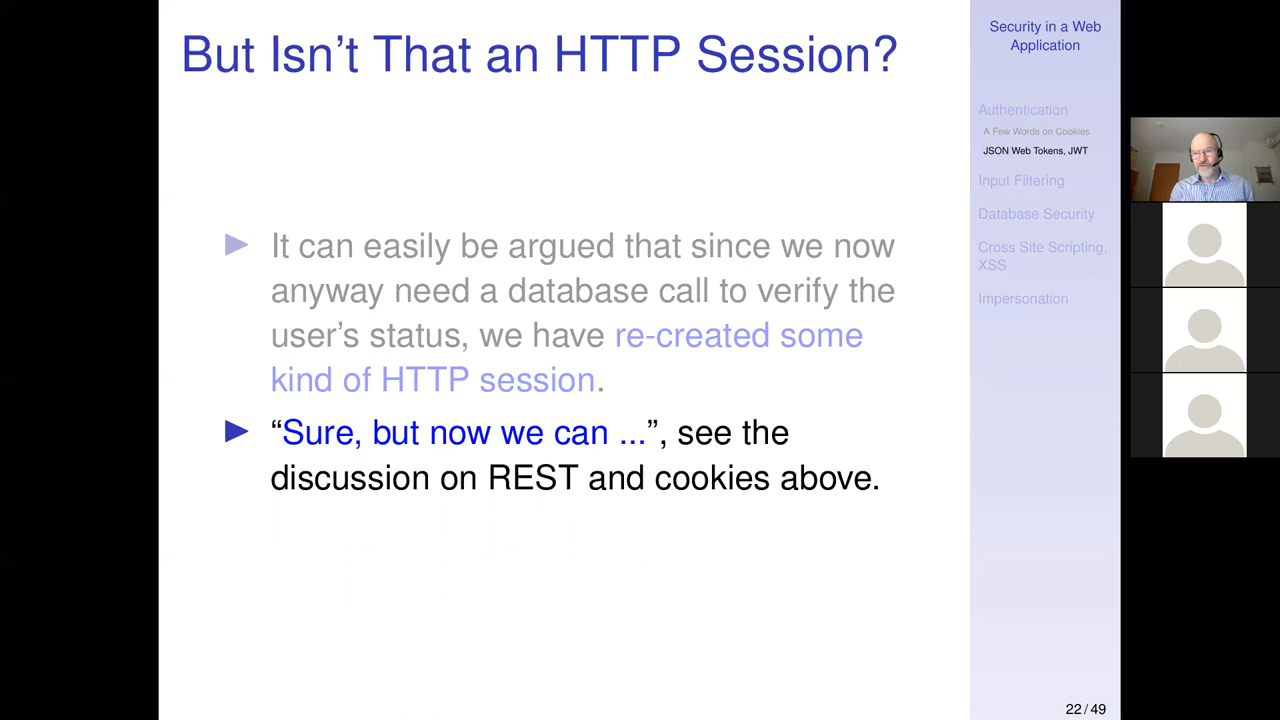 But Isn’t That an HTTP Session?
It can easily be argued that since we now
anyway need a database call to verify the
user’s status, we have re-created some
kind of HTTP session.
“Sure, but now we can ...”, see the
discussion on REST and cookies above.
Security in a Web
Application
Authentication
A Few Words on Cookies
JSON Web Tokens, JWT
Input Filtering
Database Security
Cross Site Scripting,
XSS
Impersonation
22 / 49